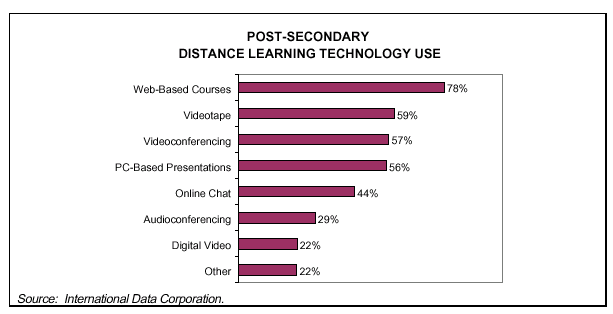 POST-SECONDARY
DISTANCE LEARNING TECHNOLOGY USE
Web-Based Courses 78%
Videotape 59%
Videoconferencing 57%
PC-Based Presentations 56%
Online Chat 44%
Audioconferencing 29%
Digital Video 22%
Other 22%
Source: International Data Corporation.